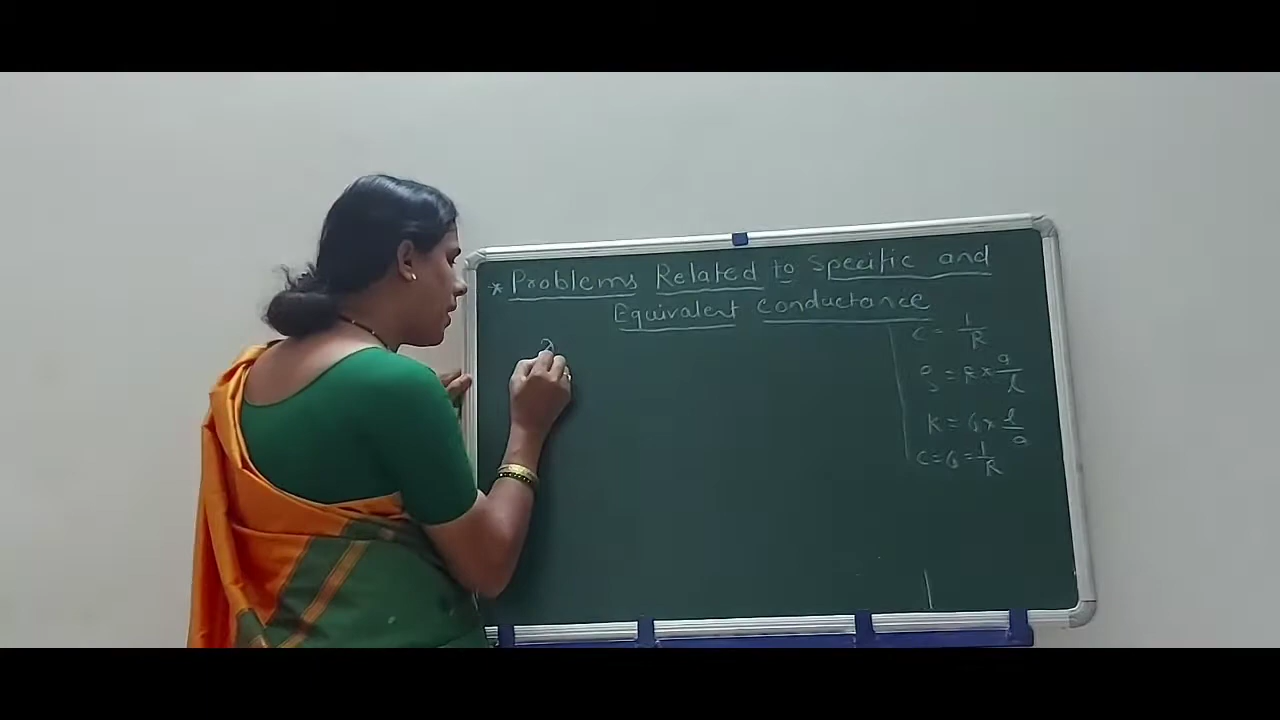 * Problems Related to Specific and
Equivalent Conductance
C = 1/R
S = R × a/l
K = G × l/a
C = G = 1/R